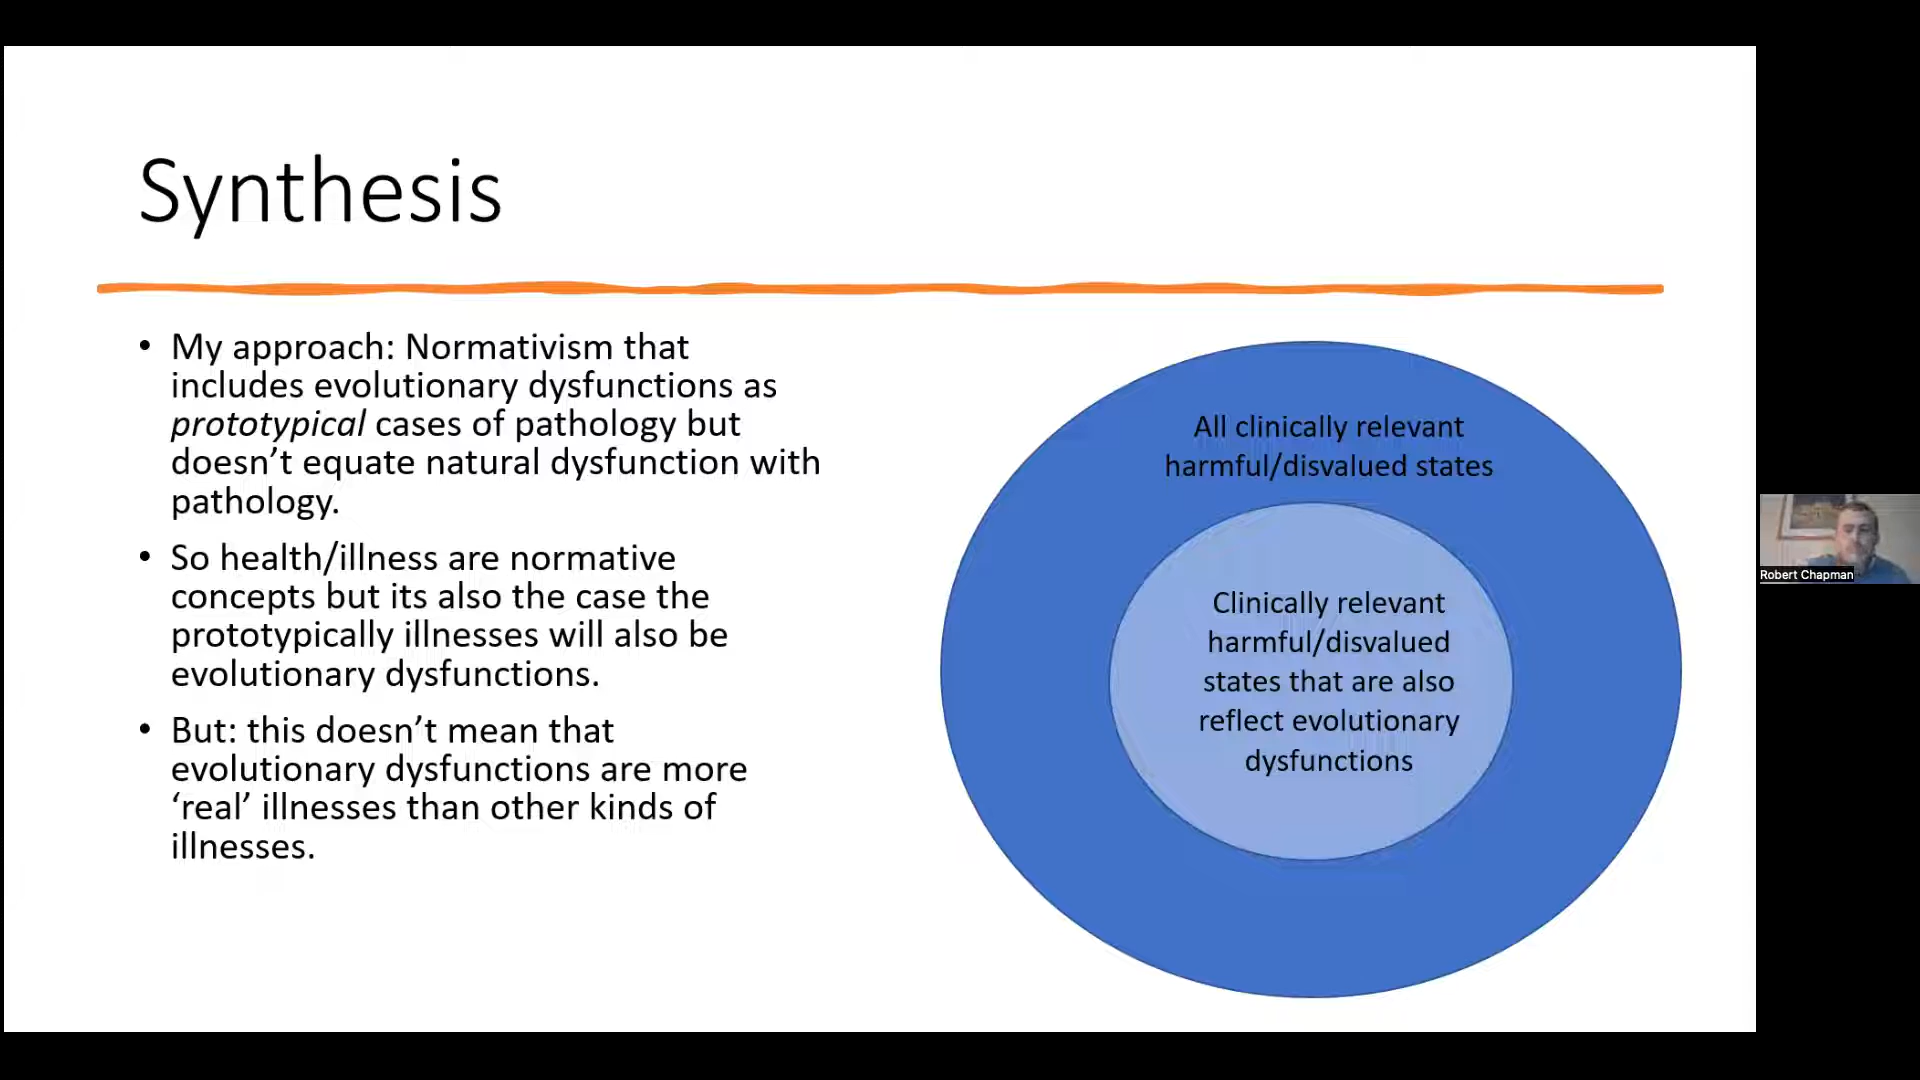 Synthesis
• My approach: Normativism that
includes evolutionary dysfunctions as
prototypical cases of pathology but
doesn’t equate natural dysfunction with
pathology.
• So health/illness are normative
concepts but its also the case the
prototypically illnesses will also be
evolutionary dysfunctions.
• But: this doesn’t mean that
evolutionary dysfunctions are more
‘real’ illnesses than other kinds of
illnesses.
All clinically relevant
harmful/disvalued states
Clinically relevant
harmful/disvalued
states that are also
reflect evolutionary
dysfunctions
Robert Chapman